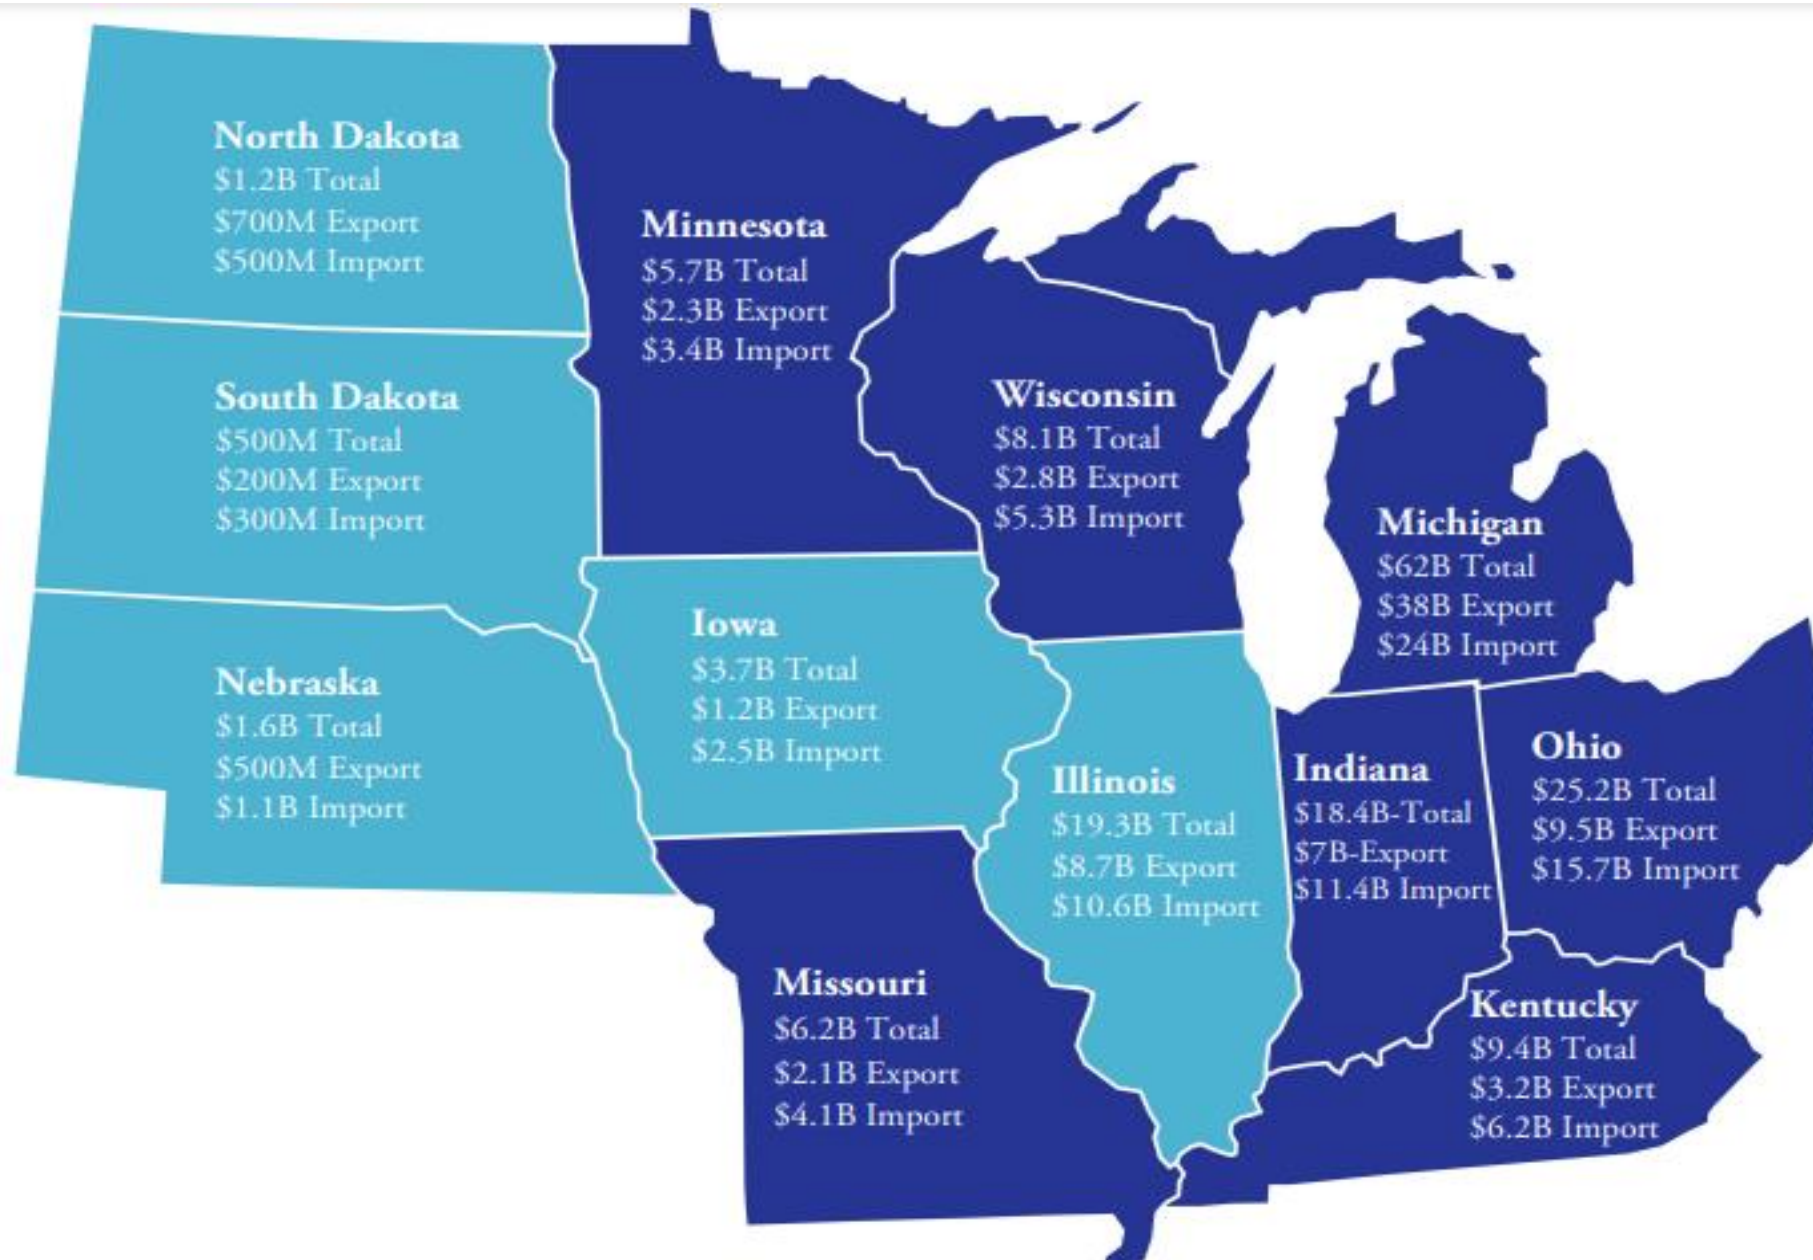 North Dakota
$1.2B Total
$700M Export
$500M Import
Minnesota
$5.7B Total
$2.3B Export
$3.4B Import
South Dakota
$500M Total
$200M Export
$300M Import
Wisconsin
$8.1B Total
$2.8B Export
$5.3B Import
Michigan
$62B Total
$38B Export
$24B Import
Nebraska
$1.6B Total
$500M Export
$1.1B Import
Iowa
$3.7B Total
$1.2B Export
$2.5B Import
Illinois
$19.3B Total
$8.7B Export
$10.6B Import
Indiana
$18.4B-Total
$7B-Export
$11.4B Import
Ohio
$25.2B Total
$9.5B Export
$15.7B Import
Missouri
$6.2B Total
$2.1B Export
$4.1B Import
Kentucky
$9.4B Total
$3.2B Export
$6.2B Import